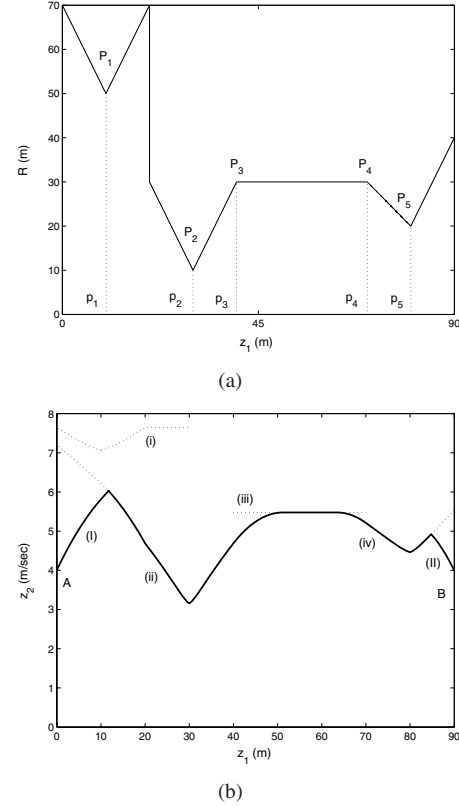 70
60
50
40
30
20
10
0
R (m)
P1
P2
P3
P4
P5
p1
p2
p3
p4
p5
0
45
90
z1 (m)
(a)
8
7
6
5
4
3
2
1
0
z2 (m/sec)
(i)
(I)
(iii)
(ii)
(iv)
(II)
A
B
0
10
20
30
40
50
60
70
80
90
z1 (m)
(b)